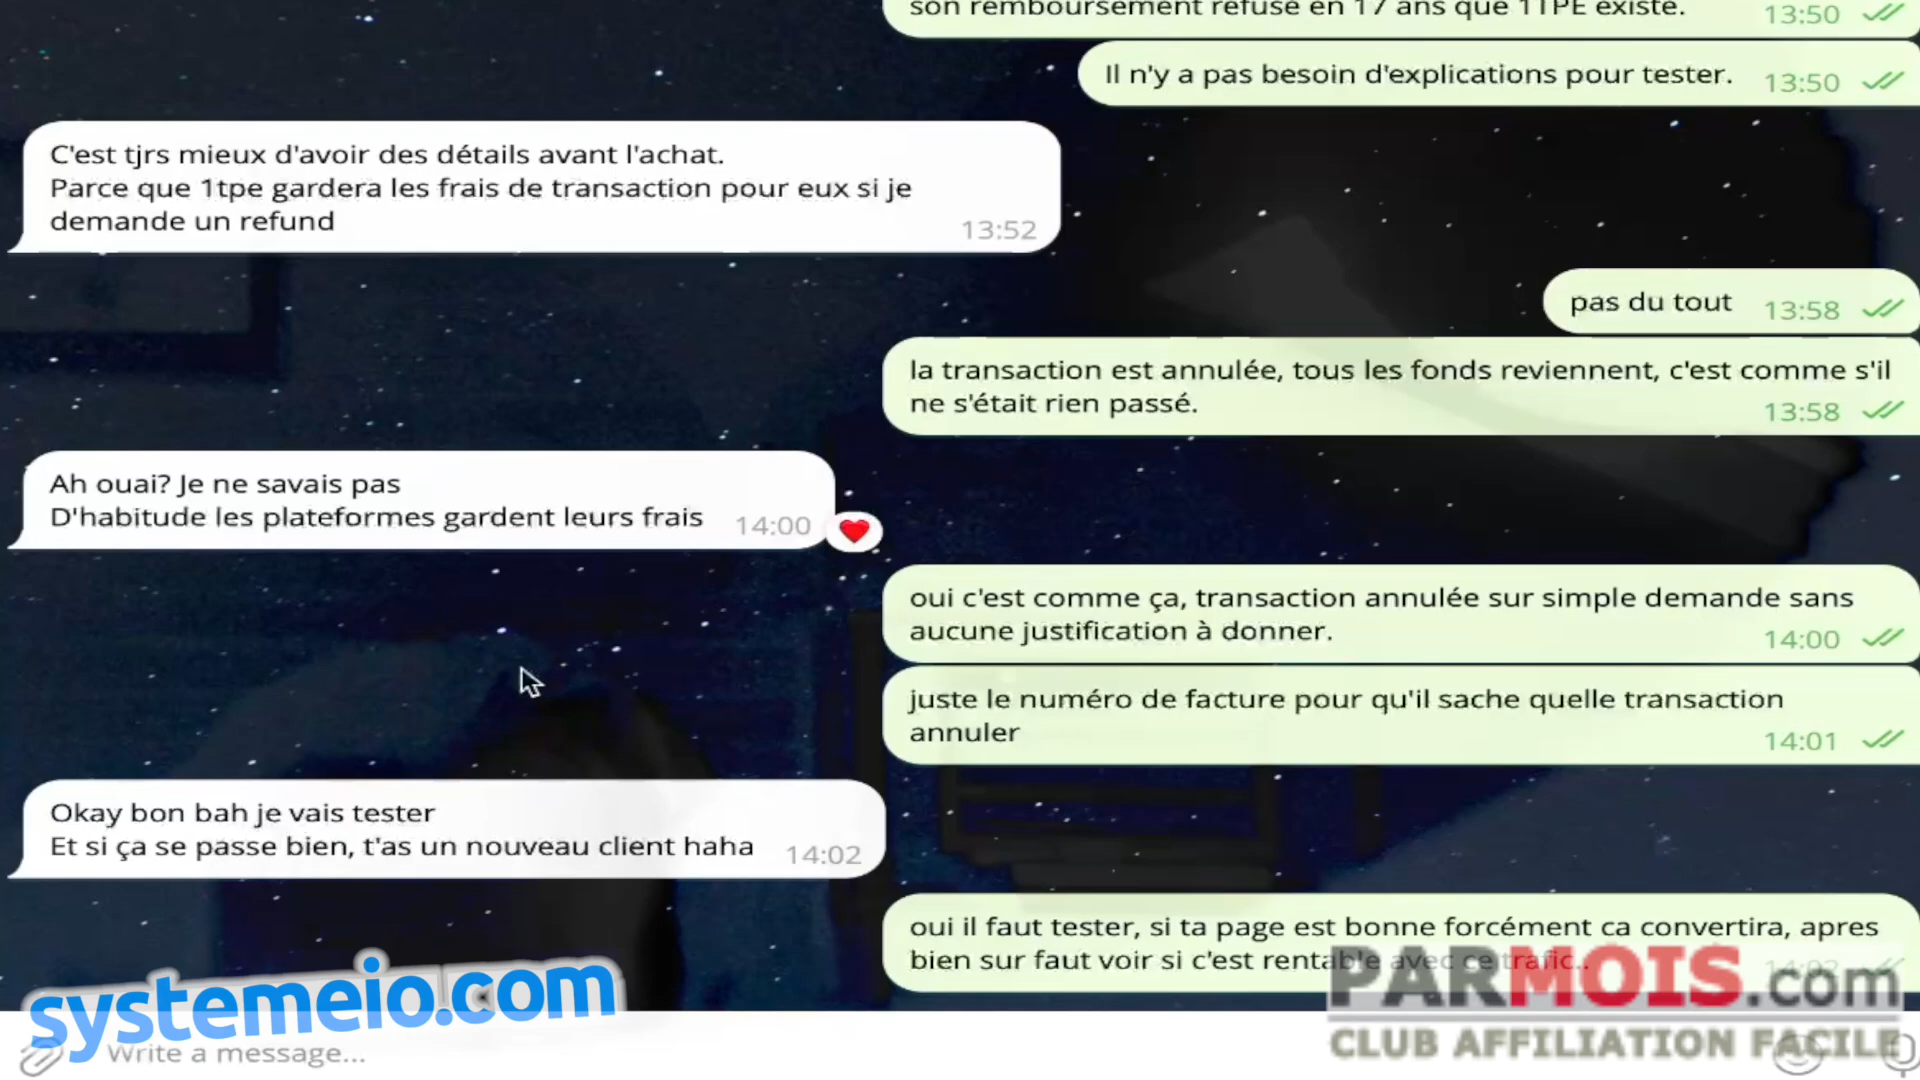 son remboursement refusé en 17 ans que 1TPE existe.
13:50
Il n'y a pas besoin d'explications pour tester.
13:50
C'est tjrs mieux d'avoir des détails avant l'achat.
Parce que 1tpe gardera les frais de transaction pour eux si je
demande un refund
13:52
pas du tout
13:58
la transaction est annulée, tous les fonds reviennent, c'est comme s'il
ne s'était rien passé.
13:58
Ah ouai? Je ne savais pas
D'habitude les plateformes gardent leurs frais
14:00
oui c'est comme ça, transaction annulée sur simple demande sans
aucune justification à donner.
14:00
juste le numéro de facture pour qu'il sache quelle transaction
annuler
14:01
Okay bon bah je vais tester
Et si ça se passe bien, t'as un nouveau client haha
14:02
oui il faut tester, si ta page est bonne forcément ca convertira, apres
bien sur faut voir si c'est rentable avec ce trafic..
systemeio.com
PARMOIS.com
CLUB AFFILIATION FACILE
Write a message...